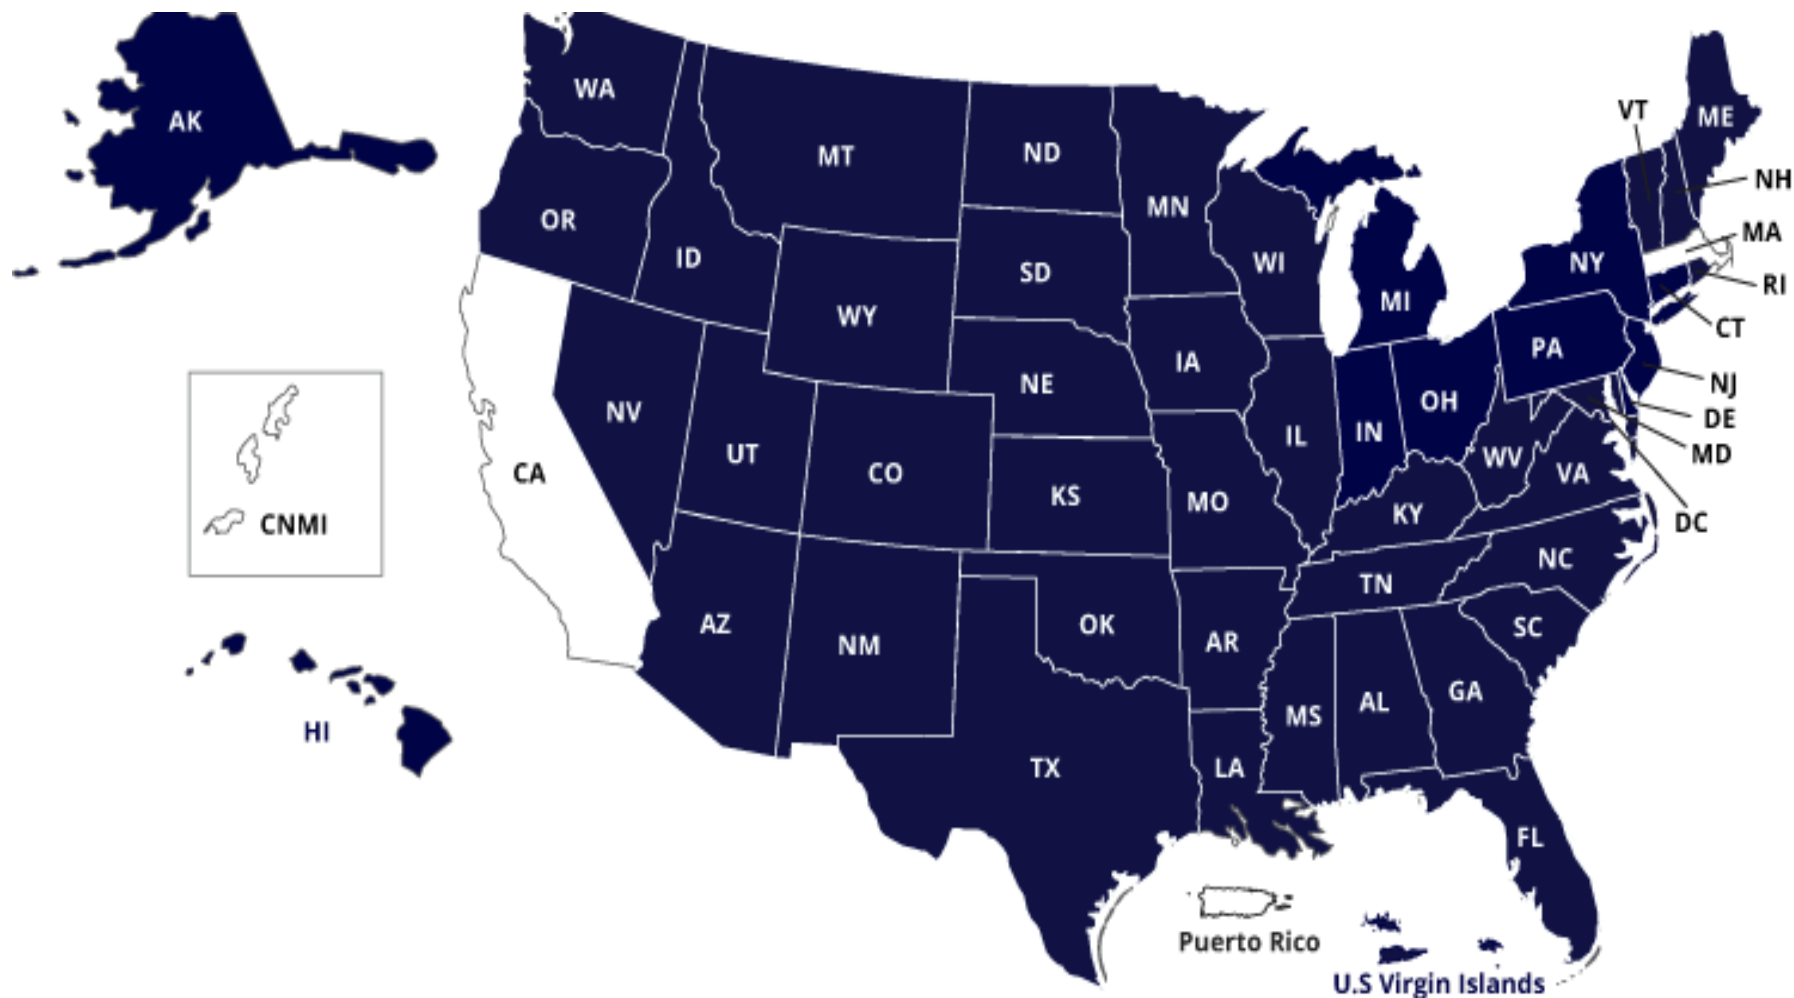 WA
AK
MT
ND
VT
ME
NH
MN
OR
MA
ID
WI
NY
SD
RI
MI
WY
CT
PA
IA
NE
NJ
NV
OH
DE
IN
IL
UT
MD
WV
CO
CA
VA
KS
MO
KY
CNMI
DC
NC
TN
AZ
OK
SC
AR
NM
GA
AL
MS
HI
TX
LA
FL
Puerto Rico
U.S Virgin Islands